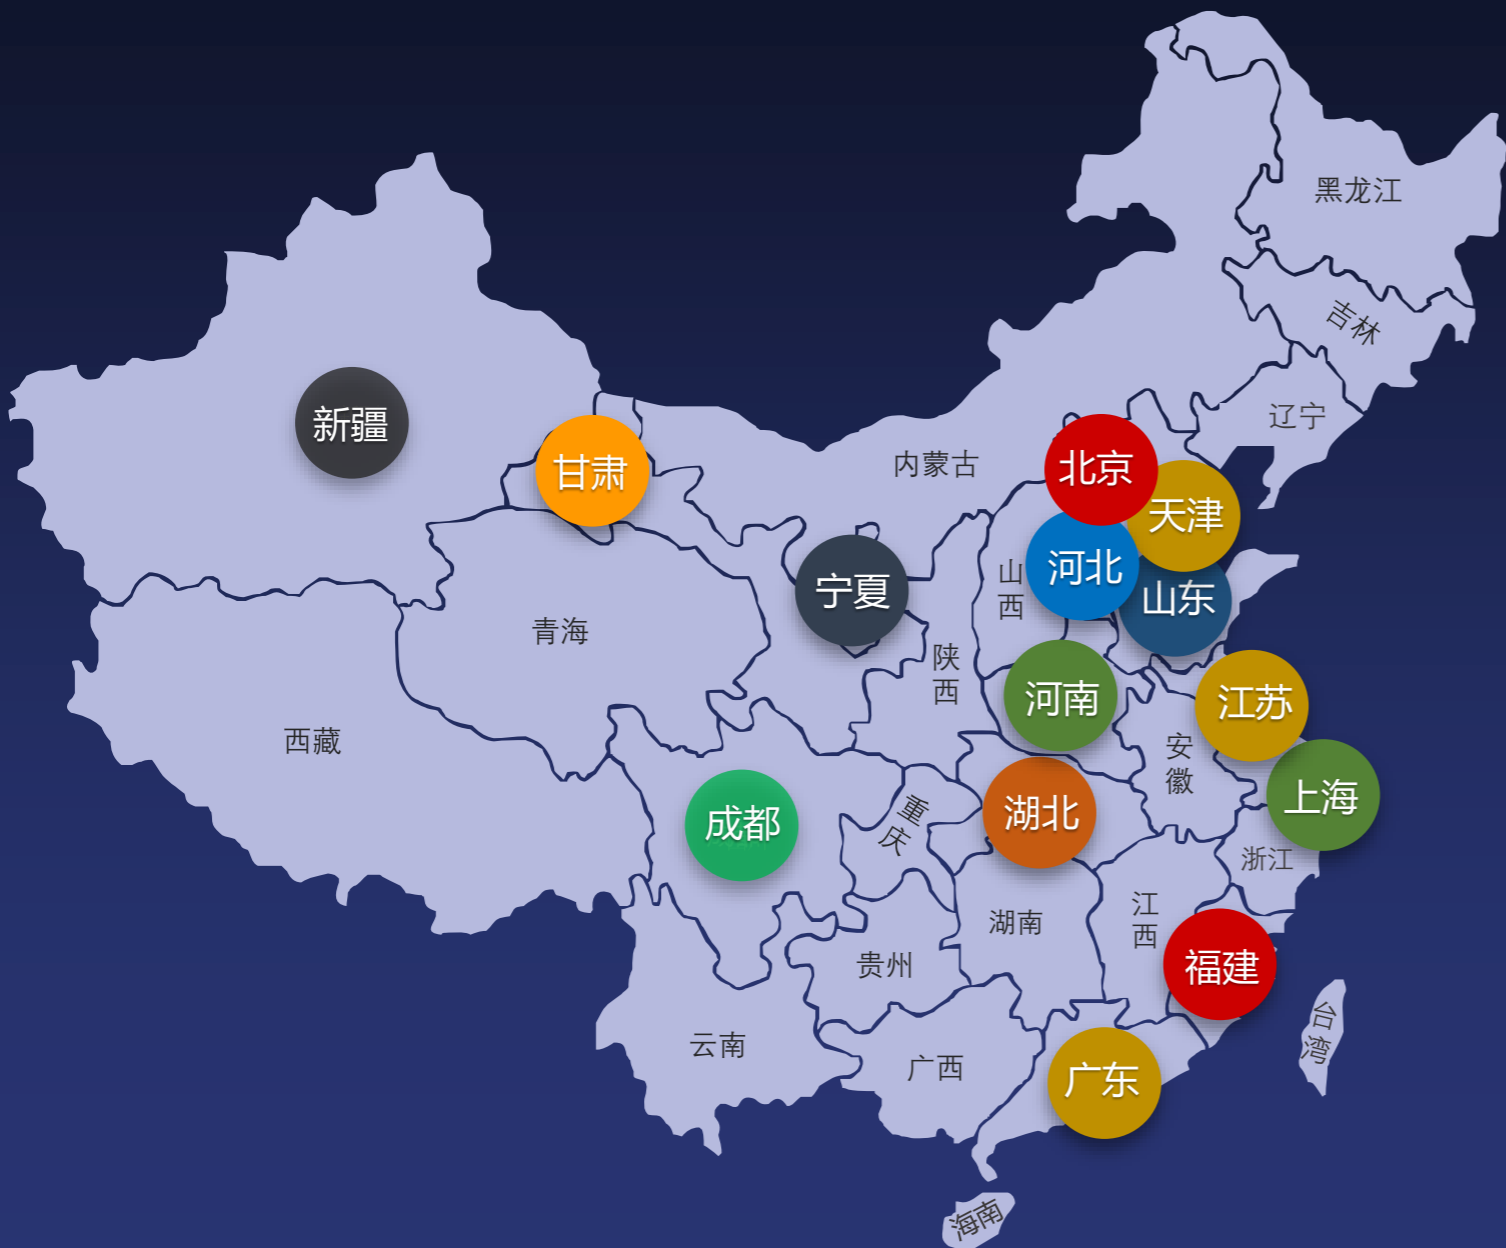 黑龙江
吉林
辽宁
新疆
甘肃
内蒙古
北京
天津
河北
山东
宁夏
山西
青海
陕西
河南
江苏
西藏
安徽
上海
成都
重庆
湖北
浙江
湖南
江西
贵州
福建
云南
广西
广东
台湾
海南